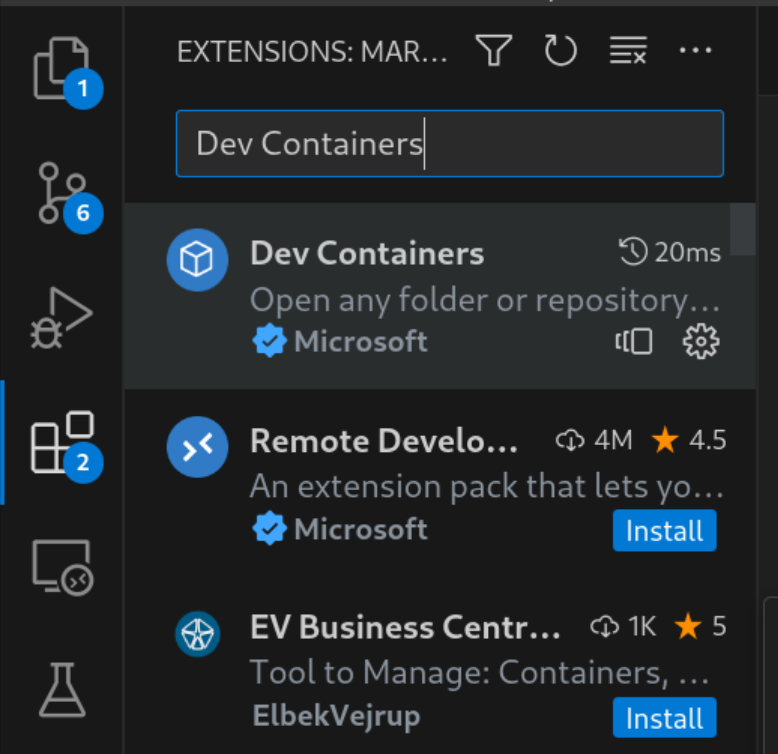 EXTENSIONS: MAR...
1
Dev Containers
6
Dev Containers 20ms
Open any folder or repository...
Microsoft
Remote Develo... 4M 4.5
2
An extension pack that lets yo...
Microsoft Install
EV Business Centr... 1K 5
Tool to Manage: Containers, ...
ElbekVejrup Install